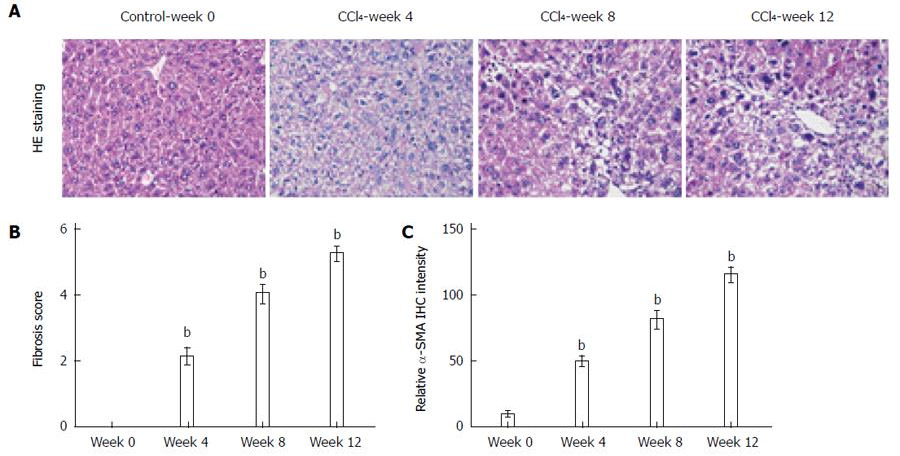 A
Control-week 0 CCl₄-week 4 CCl₄-week 8 CCl₄-week 12
HE staining
B
Fibrosis score
6
4
2
0
b
b
b
Week 0 Week 4 Week 8 Week 12
C
Relative α-SMA IHC intensity
150
100
50
0
b
b
b
Week 0 Week 4 Week 8 Week 12